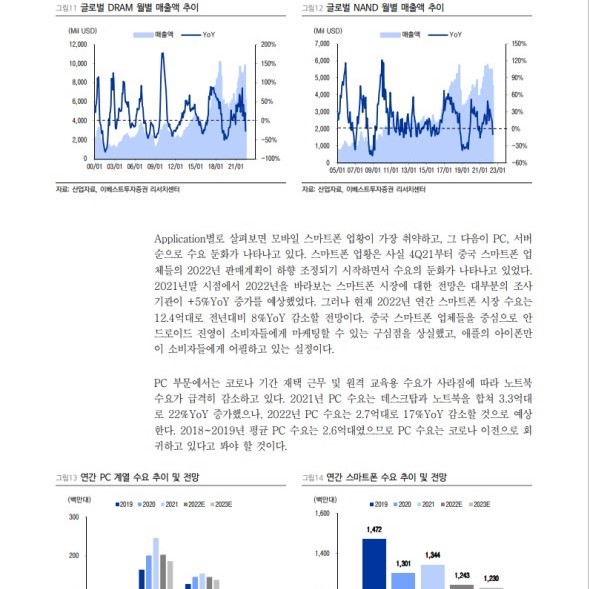 그림11 글로벌 DRAM 월별 매출액 추이
그림12 글로벌 NAND 월별 매출액 추이
(Mil USD)
매출액
YoY
12,000
10,000
8,000
6,000
4,000
2,000
0
200%
150%
100%
50%
0%
-50%
-100%
00/01 03/01 06/01 09/01 12/01 15/01 18/01 21/01
(Mil USD)
매출액
YoY
7,000
6,000
5,000
4,000
3,000
2,000
1,000
0
150%
120%
90%
60%
30%
0%
-30%
-60%
05/01 07/01 09/01 11/01 13/01 15/01 17/01 19/01 21/01 23/01
자료: 산업자료, 이베스트투자증권 리서치센터
자료: 산업자료, 이베스트투자증권 리서치센터
Application별로 살펴보면 모바일 스마트폰 업황이 가장 취약하고, 그 다음이 PC, 서버
순으로 수요 둔화가 나타나고 있다. 스마트폰 업황은 사실 4Q21부터 중국 스마트폰 업
체들의 2022년 판매계획이 하향 조정되기 시작하면서 수요의 둔화가 나타나고 있었다.
2021년말 시점에서 2022년을 바라보는 스마트폰 시장에 대한 전망은 대부분의 조사
기관이 +5%YoY 증가를 예상했었다. 그러나 현재 2022년 연간 스마트폰 시장 수요는
12.4억대로 전년대비 8%YoY 감소할 전망이다. 중국 스마트폰 업체들을 중심으로 안
드로이드 진영이 소비자들에게 마케팅할 수 있는 구심점을 상실했고, 애플의 아이폰만
이 소비자들에게 어필하고 있는 실정이다.
PC 부문에서는 코로나 기간 재택 근무 및 원격 교육용 수요가 사라짐에 따라 노트북
수요가 급격히 감소하고 있다. 2021년 PC 수요는 데스크탑과 노트북을 합쳐 3.3억대
로 22%YoY 증가했으나, 2022년 PC 수요는 2.7억대로 17%YoY 감소할 것으로 예상
한다. 2018~2019년 평균 PC 수요는 2.6억대였으므로 PC 수요는 코로나 이전으로 회
귀하고 있다고 봐야 할 것이다.
그림13 연간 PC 계열 수요 추이 및 전망
그림14 연간 스마트폰 수요 추이 및 전망
(백만대)
2019 2020 2021 2022E 2023E
300
200
(백만대)
2019 2020 2021 2022E 2023E
1,600
1,400
1,472
1,301
1,344
1,243
1,230